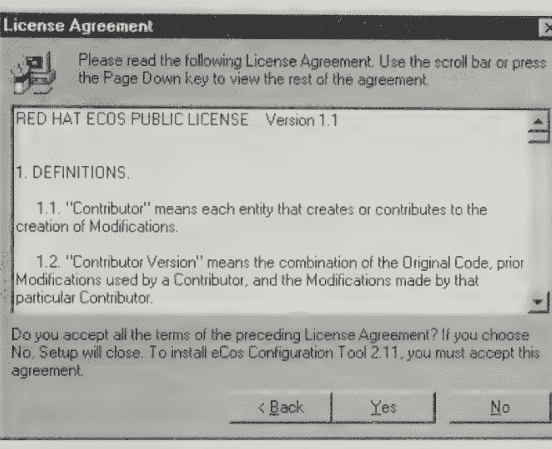 License Agreement
Please read the following License Agreement. Use the scroll bar or press
the Page Down key to view the rest of the agreement.
RED HAT ECOS PUBLIC LICENSE Version 1.1
1. DEFINITIONS.
1.1. "Contributor" means each entity that creates or contributes to the
creation of Modifications.
1.2. "Contributor Version" means the combination of the Original Code, prior
Modifications used by a Contributor, and the Modifications made by that
particular Contributor.
Do you accept all the terms of the preceding License Agreement? If you choose
No, Setup will close. To install eCos Configuration Tool 2.11, you must accept this
agreement.
< Back Yes No